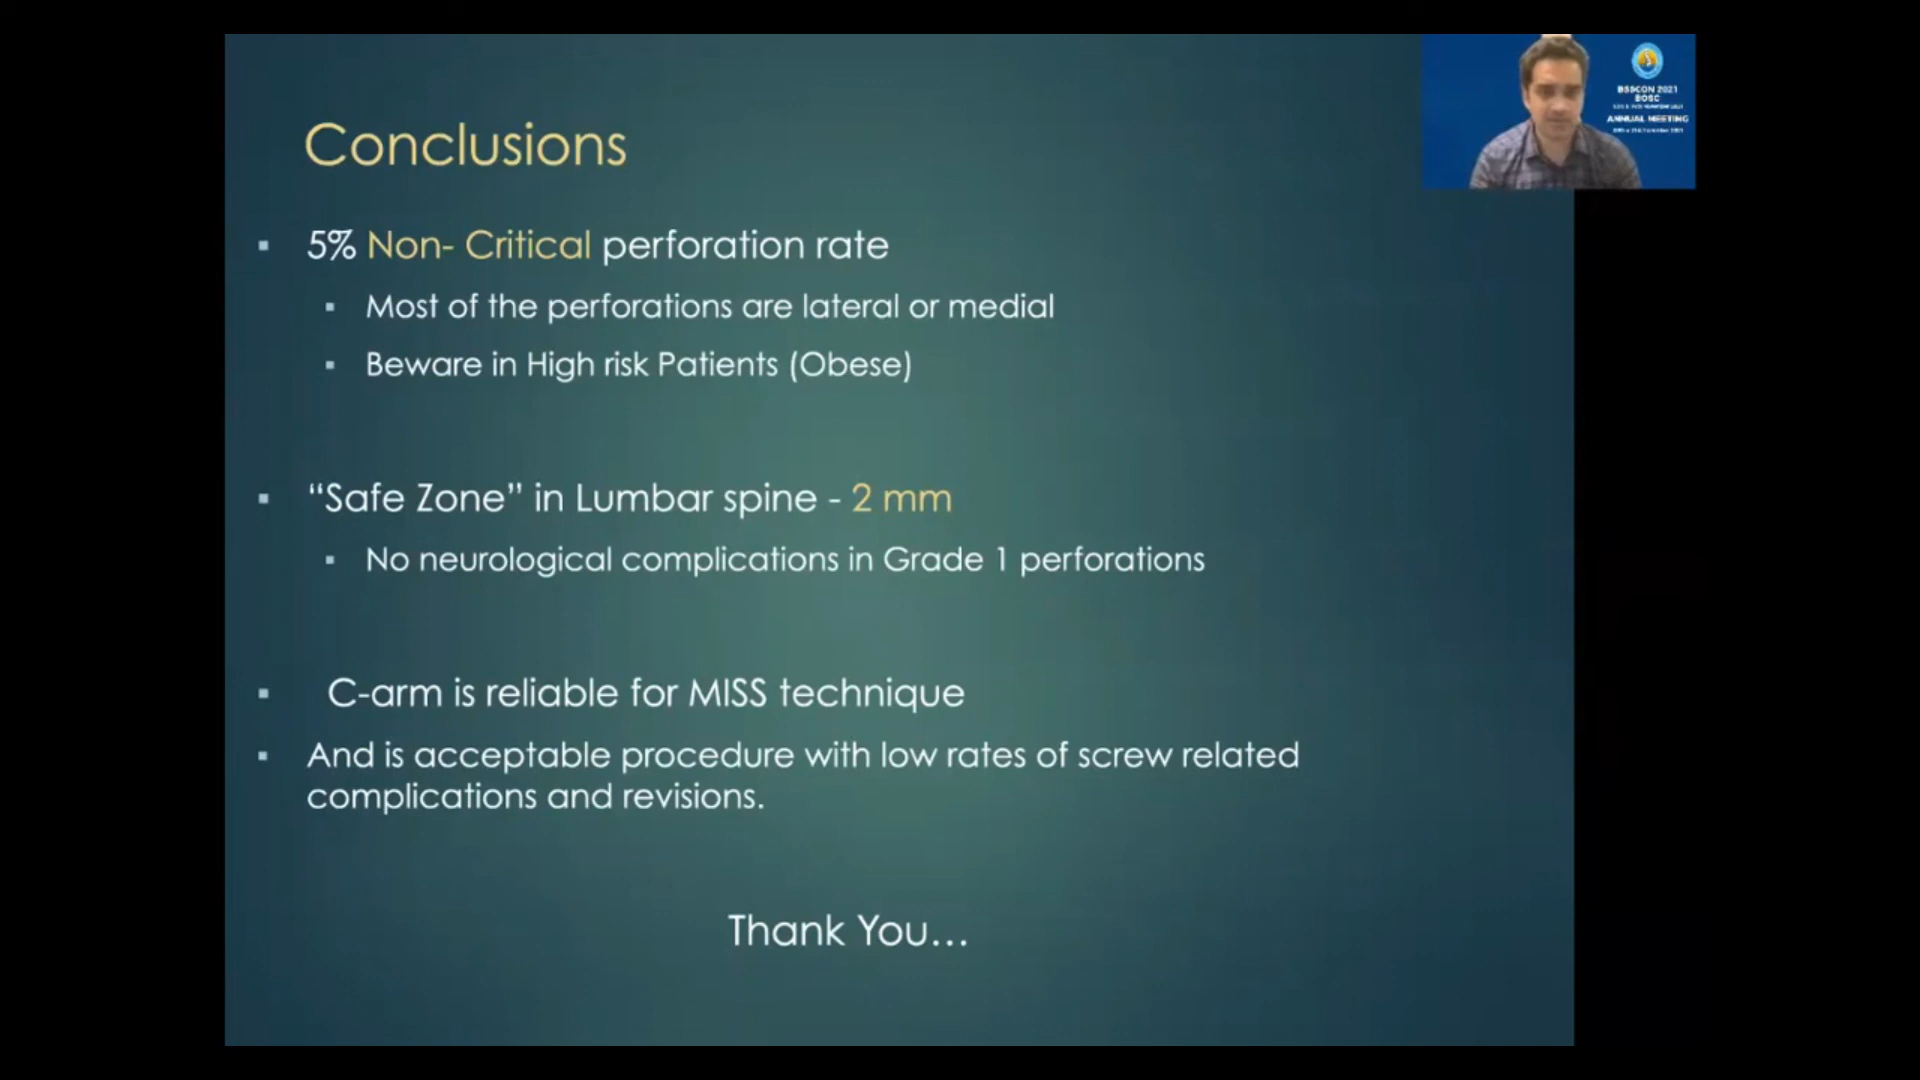 Conclusions
5% Non- Critical perforation rate
Most of the perforations are lateral or medial
Beware in High risk Patients (Obese)
“Safe Zone” in Lumbar spine - 2 mm
No neurological complications in Grade 1 perforations
C-arm is reliable for MISS technique
And is acceptable procedure with low rates of screw related
complications and revisions.
Thank You...
BSSCON 2021
BOSC
ANNUAL MEETING